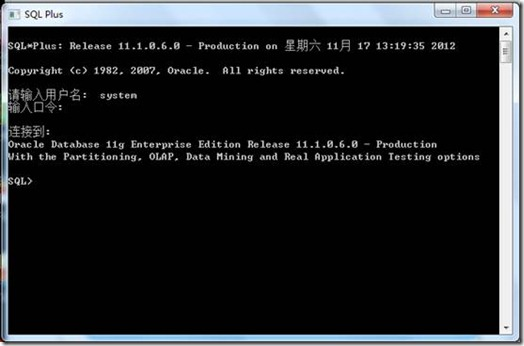 SQL Plus
SQL*Plus: Release 11.1.0.6.0 - Production on 星期六 11月 17 13:19:35 2012
Copyright (c) 1982, 2007, Oracle.  All rights reserved.
请输入用户名:  system
输入口令:
连接到:
Oracle Database 11g Enterprise Edition Release 11.1.0.6.0 - Production
With the Partitioning, OLAP, Data Mining and Real Application Testing options
SQL>